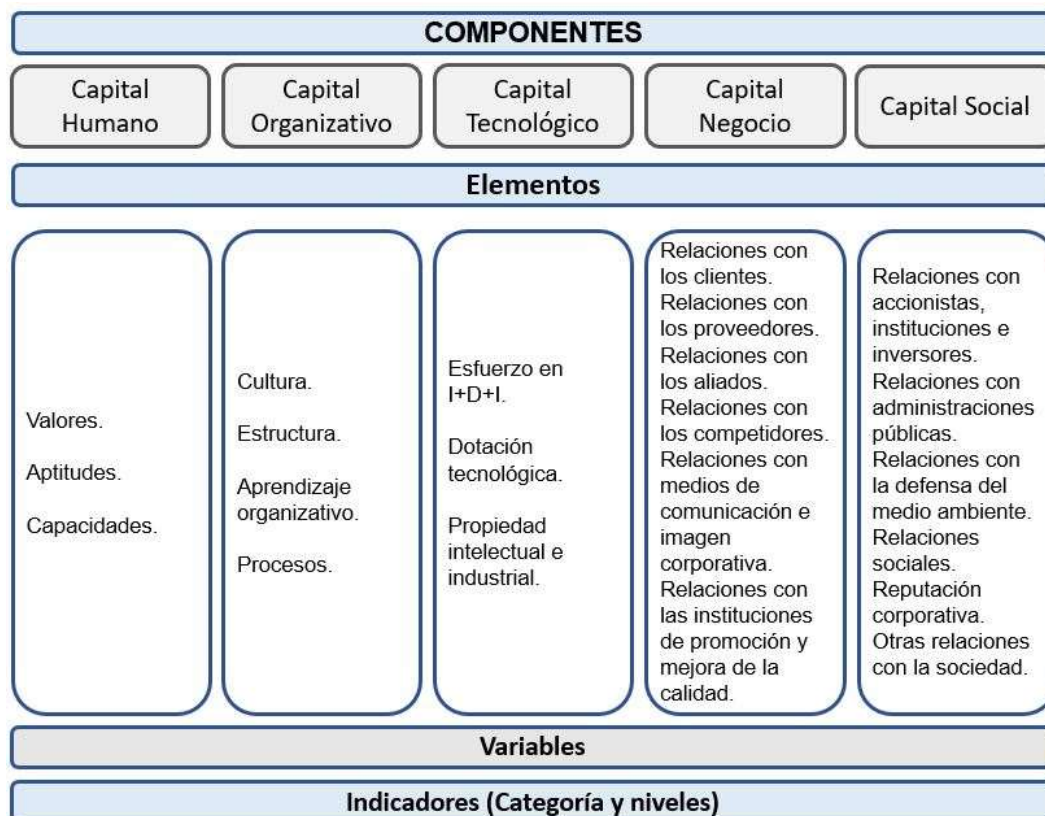 COMPONENTES
Capital
Humano
Capital
Organizativo
Capital
Tecnológico
Capital
Negocio
Capital Social
Elementos
Valores.
Aptitudes.
Capacidades.
Cultura.
Estructura.
Aprendizaje
organizativo.
Procesos.
Esfuerzo en
I+D+I.
Dotación
tecnológica.
Propiedad
intelectual e
industrial.
Relaciones con
los clientes.
Relaciones con
los proveedores.
Relaciones con
los aliados.
Relaciones con
los competidores.
Relaciones con
medios de
comunicación e
imagen
corporativa.
Relaciones con
las instituciones
de promoción y
mejora de la
calidad.
Relaciones con
accionistas,
instituciones e
inversores.
Relaciones con
administraciones
públicas.
Relaciones con
la defensa del
medio ambiente.
Relaciones
sociales.
Reputación
corporativa.
Otras relaciones
con la sociedad.
Variables
Indicadores (Categoría y niveles)